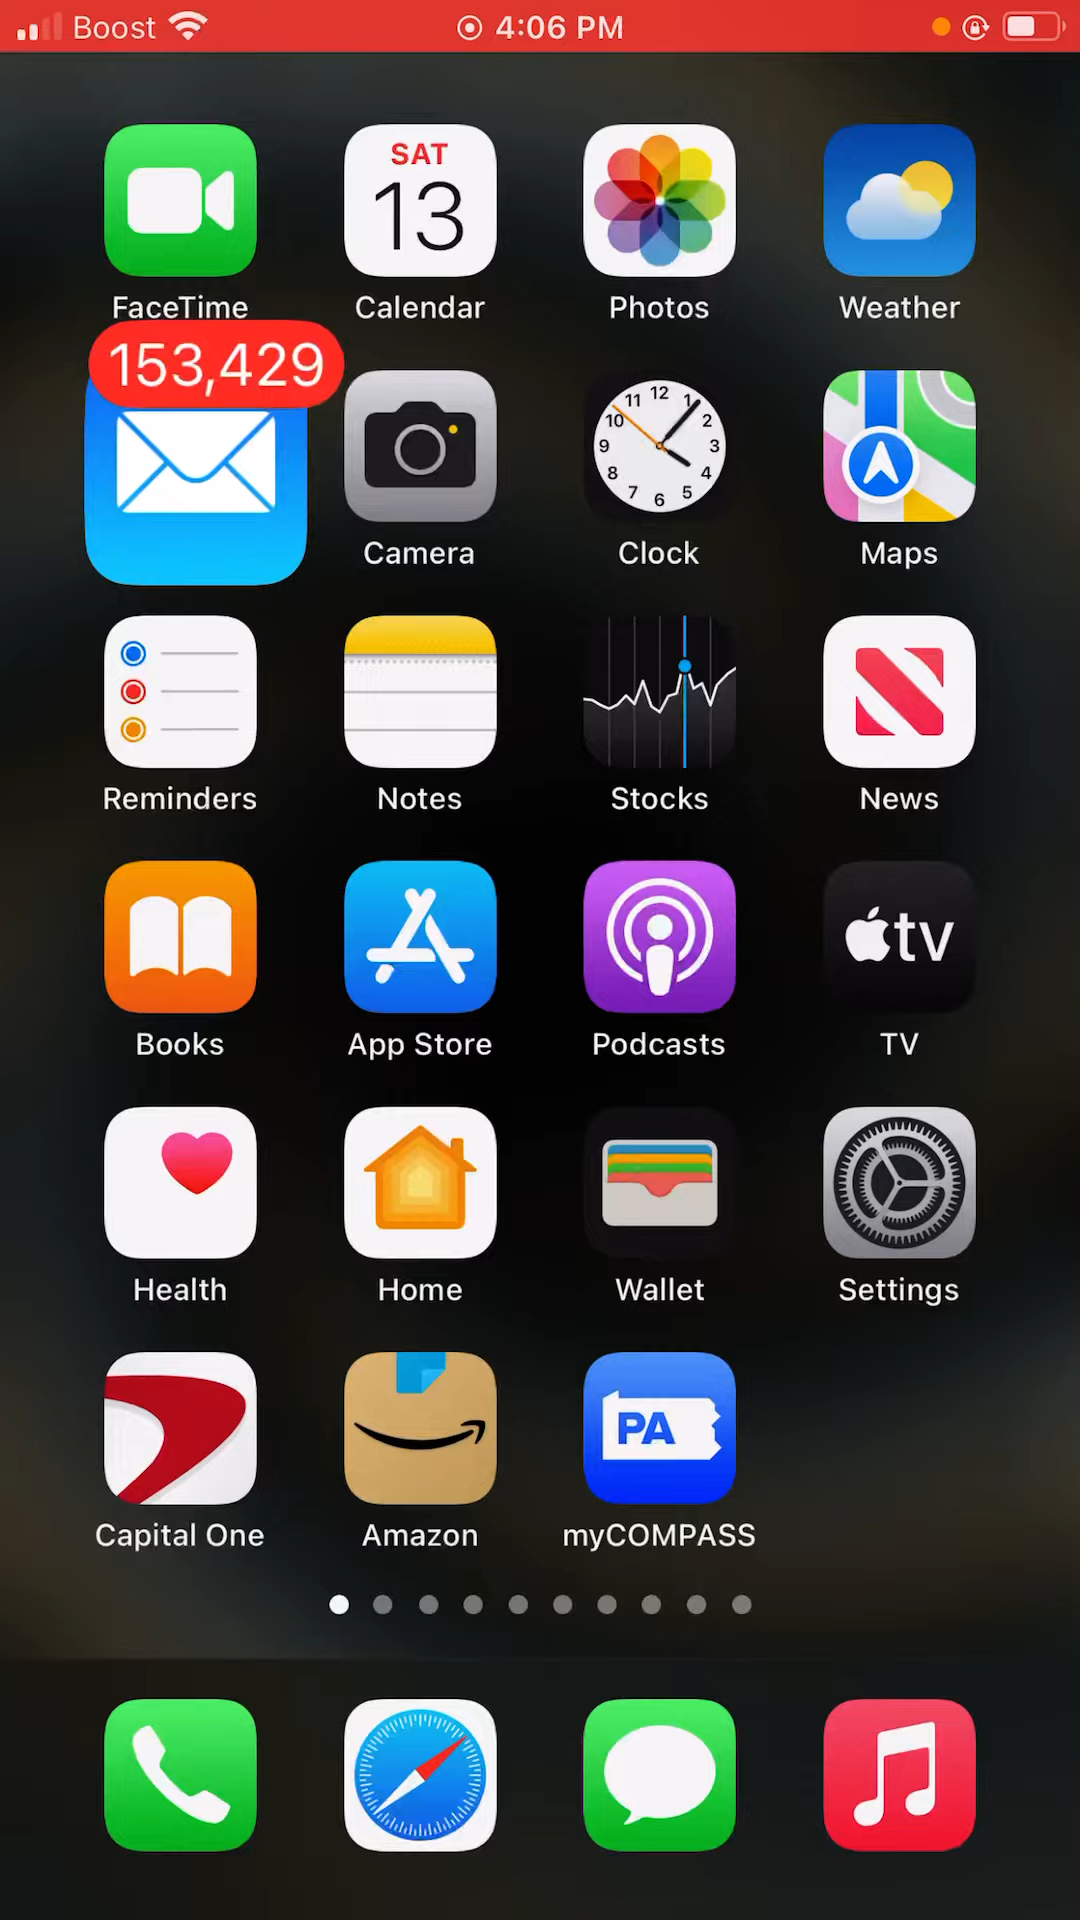 Boost 4:06 PM
SAT
13
FaceTime Calendar Photos Weather
153,429
12
11 1
10 2
9 3
8 4
7 5
6
Camera Clock Maps
Reminders Notes Stocks News
tv
Books App Store Podcasts TV
Health Home Wallet Settings
PA
Capital One Amazon myCOMPASS